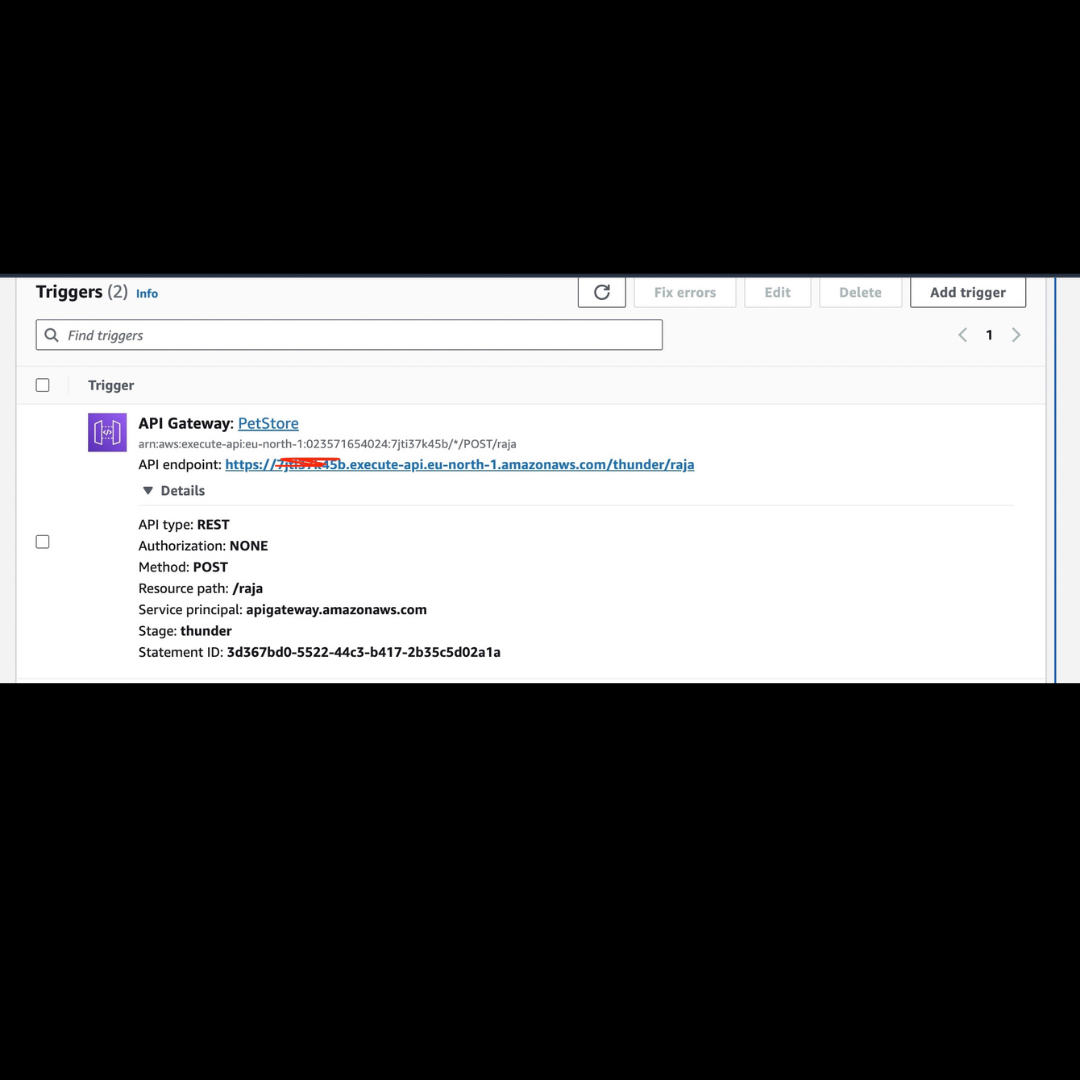 Triggers (2) Info
Fix errors
Edit
Delete
Add trigger
Find triggers
1
Trigger
API Gateway: PetStore
arn:aws:execute-api:eu-north-1:023571654024:7jti37k45b/*/POST/raja
API endpoint: https://7jti37k45b.execute-api.eu-north-1.amazonaws.com/thunder/raja
▼ Details
API type: REST
Authorization: NONE
Method: POST
Resource path: /raja
Service principal: apigateway.amazonaws.com
Stage: thunder
Statement ID: 3d367bd0-5522-44c3-b417-2b35c5d02a1a